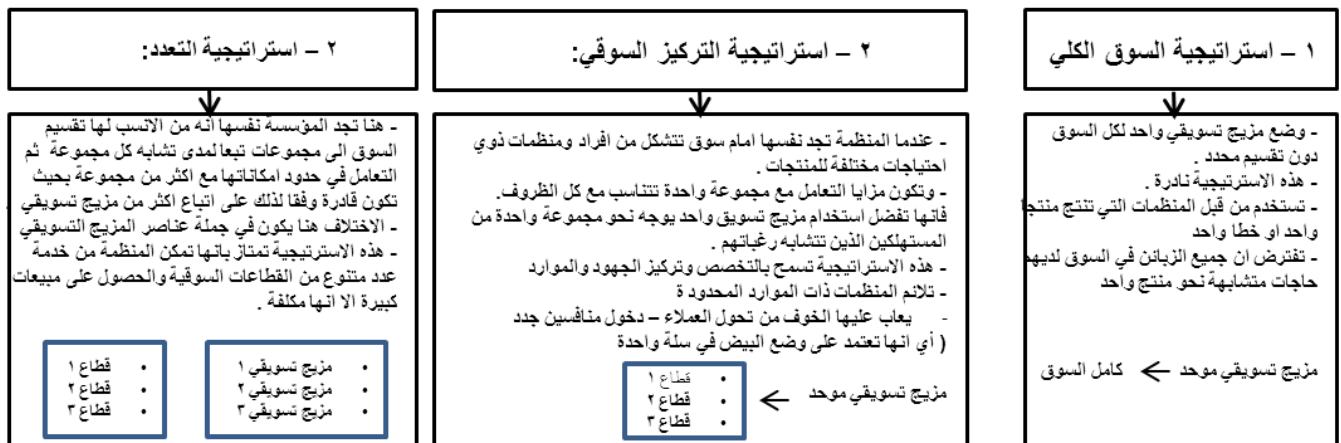 ١ – استراتيجية السوق الكلي
- وضع مزيج تسويقي واحد لكل السوق
دون تقسيم محدد .
- هذه الاسترتيجية نادرة .
- تستخدم من قبل المنظمات التي تنتج منتجا
واحد او خطا واحد
- تفترض ان جميع الزبائن في السوق لديهم
حاجات متشابهة نحو منتج واحد
مزيج تسويقي موحد ← كامل السوق
٢ – استراتيجية التركيز السوقي:
- عندما المنظمة تجد نفسها امام سوق تتشكل من افراد ومنظمات ذوي
احتياجات مختلفة للمنتجات .
- وتكون مزايا التعامل مع مجموعة واحدة تتناسب مع كل الظروف.
فانها تفضل استخدام مزيج تسويق واحد يوجه نحو مجموعة واحدة من
المستهلكين الذين تتشابه رغباتهم .
- هذه الاستراتيجية تسمح بالتخصص وتركيز الجهود والموارد
- تلائم المنظمات ذات الموارد المحدود ة
- يعاب عليها الخوف من تحول العملاء – دخول منافسين جدد
( أي انها تعتمد على وضع البيض في سلة واحدة
مزيج تسويقي موحد ←
• قطاع ١
• قطاع ٢
• قطاع ٣
٢ – استراتيجية التعدد:
- هنا تجد المؤسسة نفسها أنه من الانسب لها تقسيم
السوق الى مجموعات تبعا لمدى تشابه كل مجموعة ثم
التعامل في حدود امكاناتها مع اكثر من مجموعة بحيث
تكون قادرة وفقا لذلك على اتباع اكثر من مزيج تسويقي .
- الاختلاف هنا يكون في جملة عناصر المزيج التسويقي
- هذه الاسترتيجية تمتاز بانها تمكن المنظمة من خدمة
عدد متنوع من القطاعات السوقية والحصول على مبيعات
كبيرة الا انها مكلفة .
• مزيج تسويقي ١
• مزيج تسويقي ٢
• مزيج تسويقي ٣
• قطاع ١
• قطاع ٢
• قطاع ٣